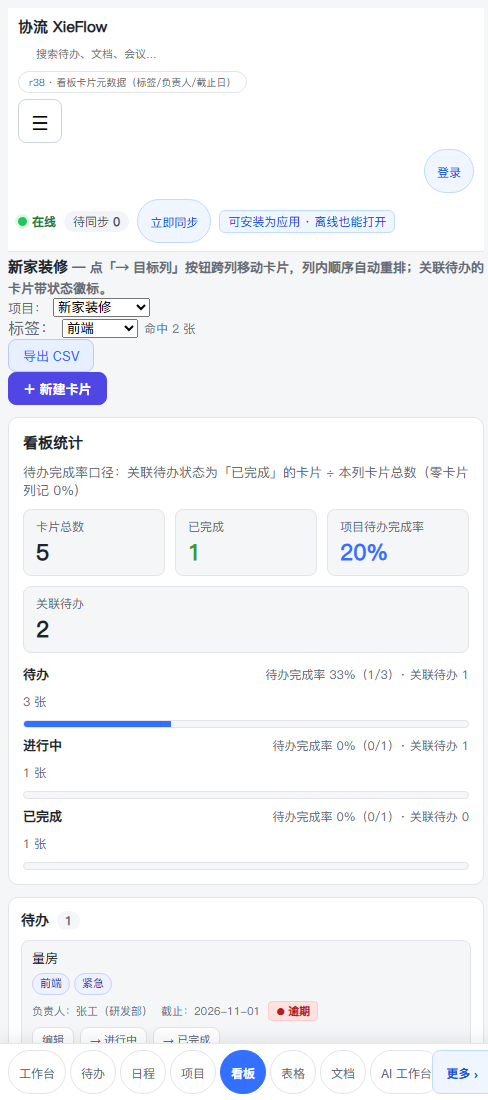 协流 XieFlow
搜索待办、文档、会议...
r38 · 看板卡片元数据（标签/负责人/截止日）
☰
登录
在线 待同步 0 立即同步 可安装为应用 · 离线也能打开
新家装修 — 点「→ 目标列」按钮跨列移动卡片，列内顺序自动重排；关联待办的
卡片带状态徽标。
项目： 新家装修
标签： 前端 命中 2 张
导出 CSV
＋ 新建卡片
看板统计
待办完成率口径：关联待办状态为「已完成」的卡片 ÷ 本列卡片总数（零卡片
列记 0%）
卡片总数 已完成 项目待办完成率
5 1 20%
关联待办
2
待办 待办完成率 33%（1/3）· 关联待办 1
3 张
进行中 待办完成率 0%（0/1）· 关联待办 1
1 张
已完成 待办完成率 0%（0/1）· 关联待办 0
1 张
待办 1
量房
前端 紧急
负责人：张工（研发部） 截止：2026-11-01 ● 逾期
编辑 → 进行中 → 已完成
工作台 待办 日程 项目 看板 表格 文档 AI 工作台 更多 ›